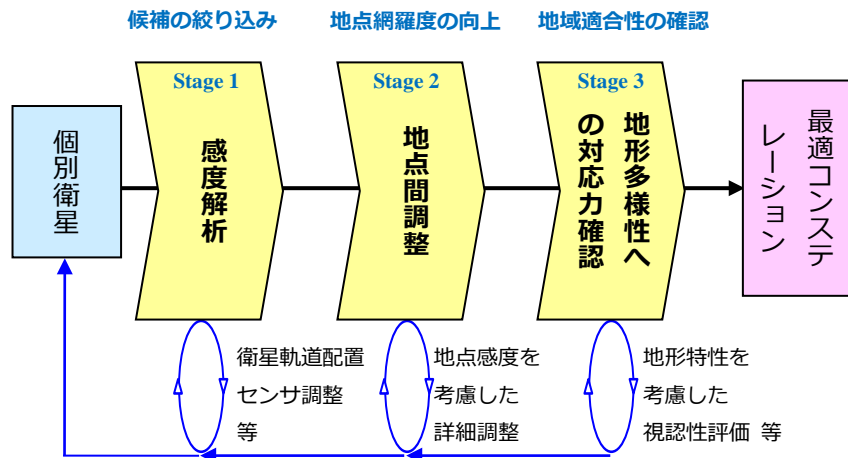 候補の絞り込み
地点網羅度の向上
地域適合性の確認
Stage 1
Stage 2
Stage 3
個別衛星
感度解析
地点間調整
地形多様性へ
の対応力確認
最適コンステ
レーション
衛星軌道配置
センサ調整
等
地点感度を
考慮した
詳細調整
地形特性を
考慮した
視認性評価 等